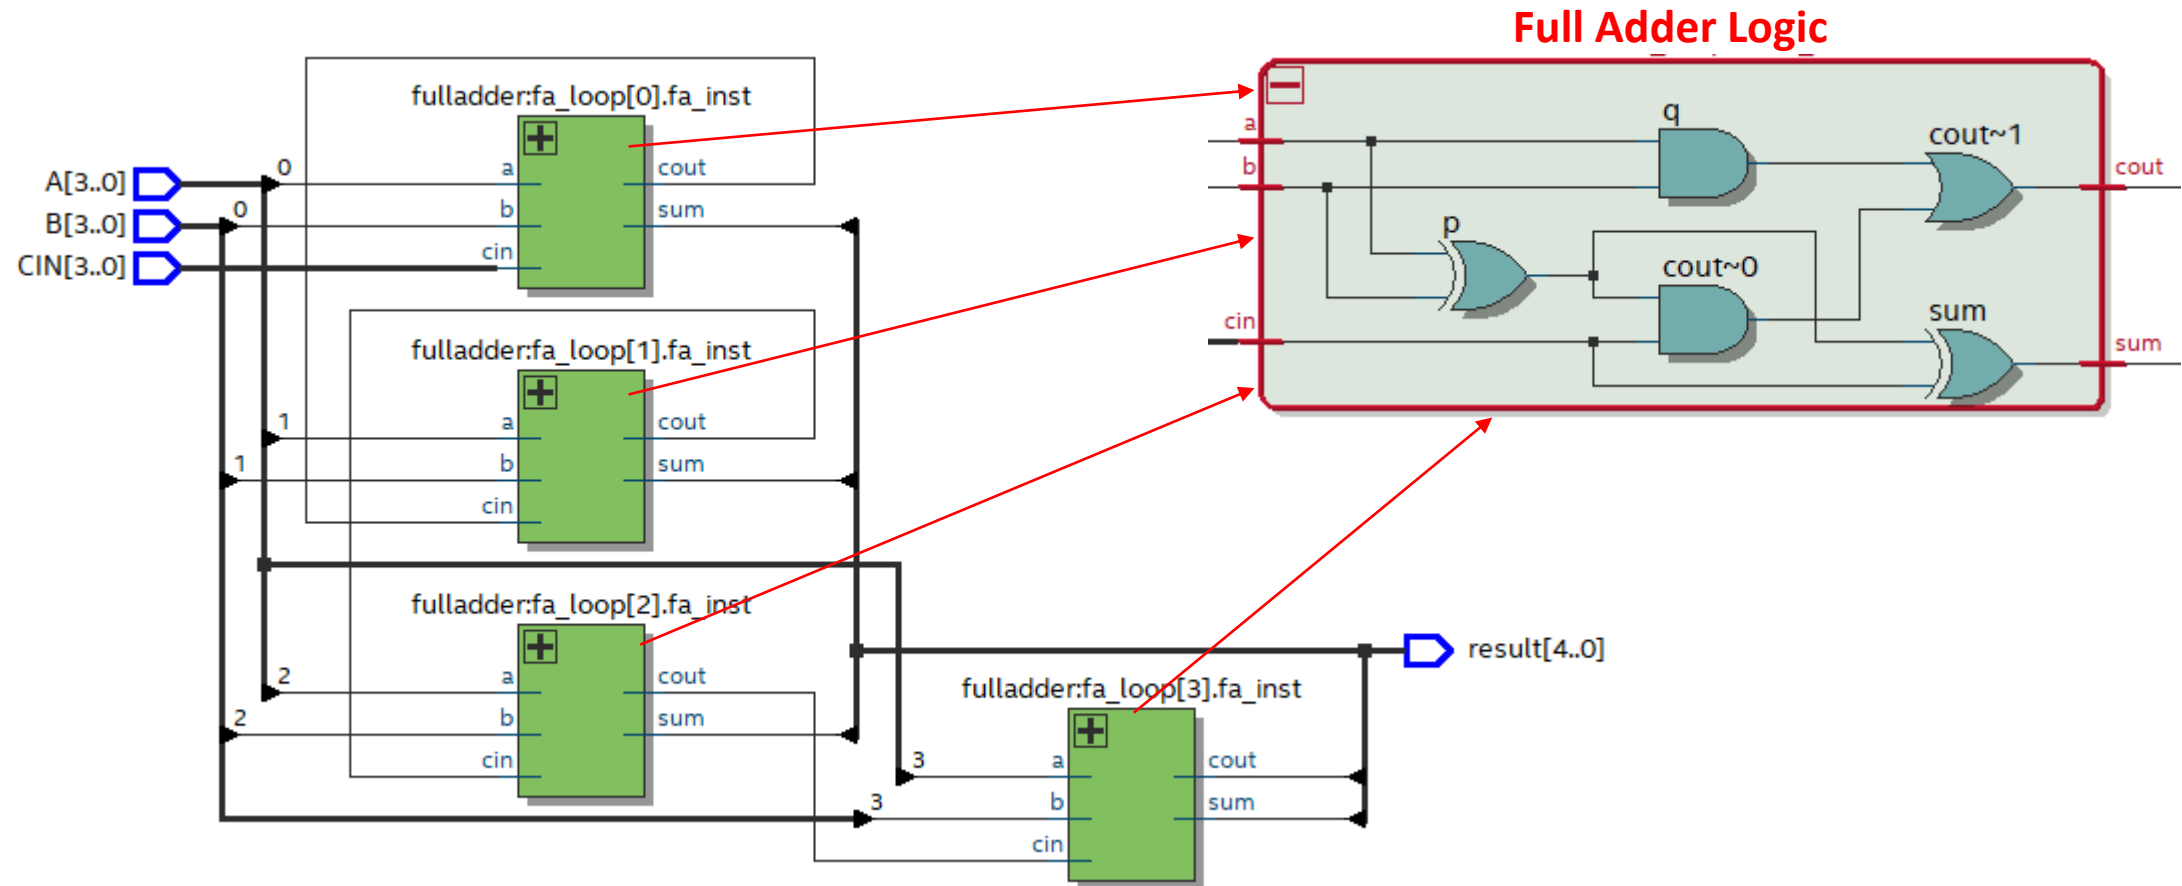 Full Adder Logic
fulladder:fa_loop[0].fa_inst
A[3..0]
B[3..0]
CIN[3..0]
0
0
a
b
cin
cout
sum
fulladder:fa_loop[1].fa_inst
1
1
a
b
cin
cout
sum
fulladder:fa_loop[2].fa_inst
2
2
a
b
cin
cout
sum
fulladder:fa_loop[3].fa_inst
3
3
a
b
cin
cout
sum
result[4..0]
a
b
cin
q
p
cout~1
cout~0
sum
cout
sum